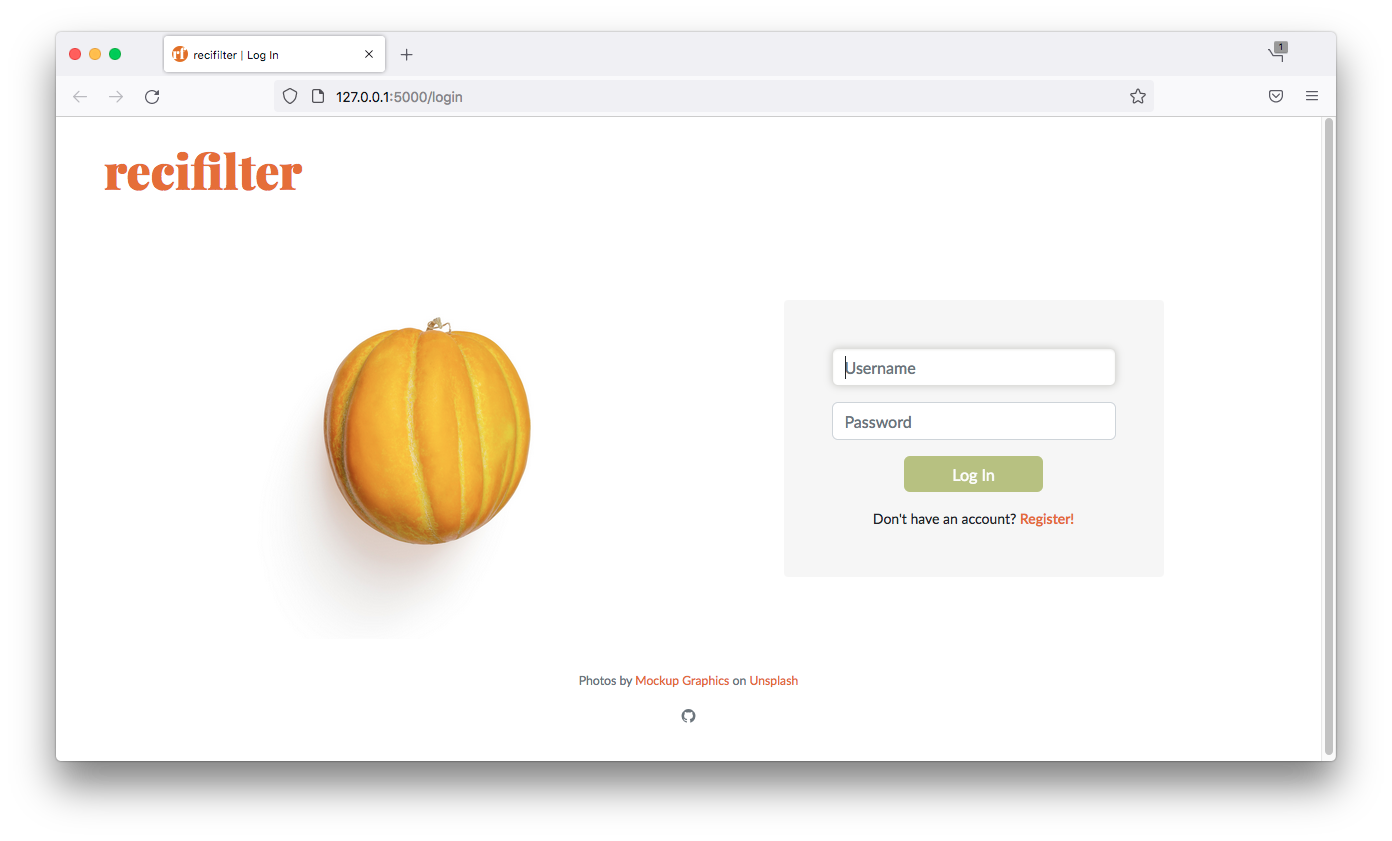 rf recifilter | Log In
1
127.0.0.1:5000/login
recifilter
Username
Password
Log In
Don't have an account? Register!
Photos by Mockup Graphics on Unsplash